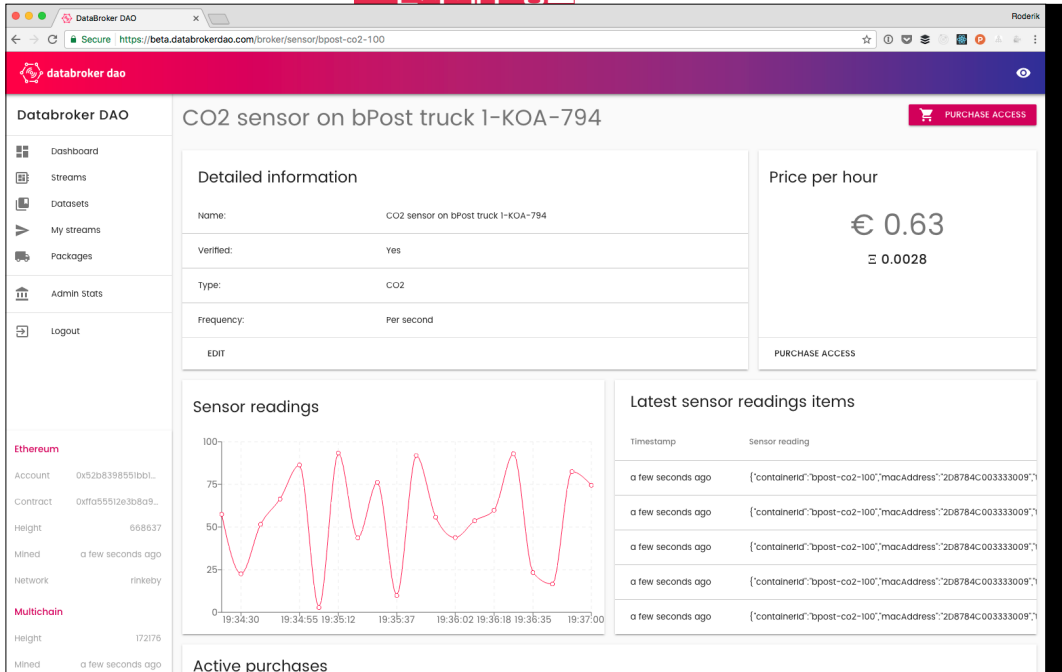 DataBroker DAO
Roderik
Secure https://beta.databrokerdao.com/broker/sensor/bpost-co2-100
databroker dao
Databroker DAO
Dashboard
Streams
Datasets
My streams
Packages
Admin Stats
Logout
Ethereum
Account 0x52b8398551bb1...
Contract 0xffa55512e3b8a9...
Height 668637
Mined a few seconds ago
Network rinkeby
Multichain
Height 172176
Mined a few seconds ago
CO2 sensor on bPost truck 1-KOA-794
PURCHASE ACCESS
Detailed information
Name: CO2 sensor on bPost truck 1-KOA-794
Verified: Yes
Type: CO2
Frequency: Per second
EDIT
Price per hour
€ 0.63
Ξ 0.0028
PURCHASE ACCESS
Sensor readings
100
75
50
25
0
19:34:30 19:34:55 19:35:12 19:35:37 19:36:02 19:36:18 19:36:35 19:37:00
Latest sensor readings items
Timestamp Sensor reading
a few seconds ago {"containerId":"bpost-co2-100","macAddress":"2D8784C003333009","
a few seconds ago {"containerId":"bpost-co2-100","macAddress":"2D8784C003333009","
a few seconds ago {"containerId":"bpost-co2-100","macAddress":"2D8784C003333009","
a few seconds ago {"containerId":"bpost-co2-100","macAddress":"2D8784C003333009","
a few seconds ago {"containerId":"bpost-co2-100","macAddress":"2D8784C003333009","
Active purchases